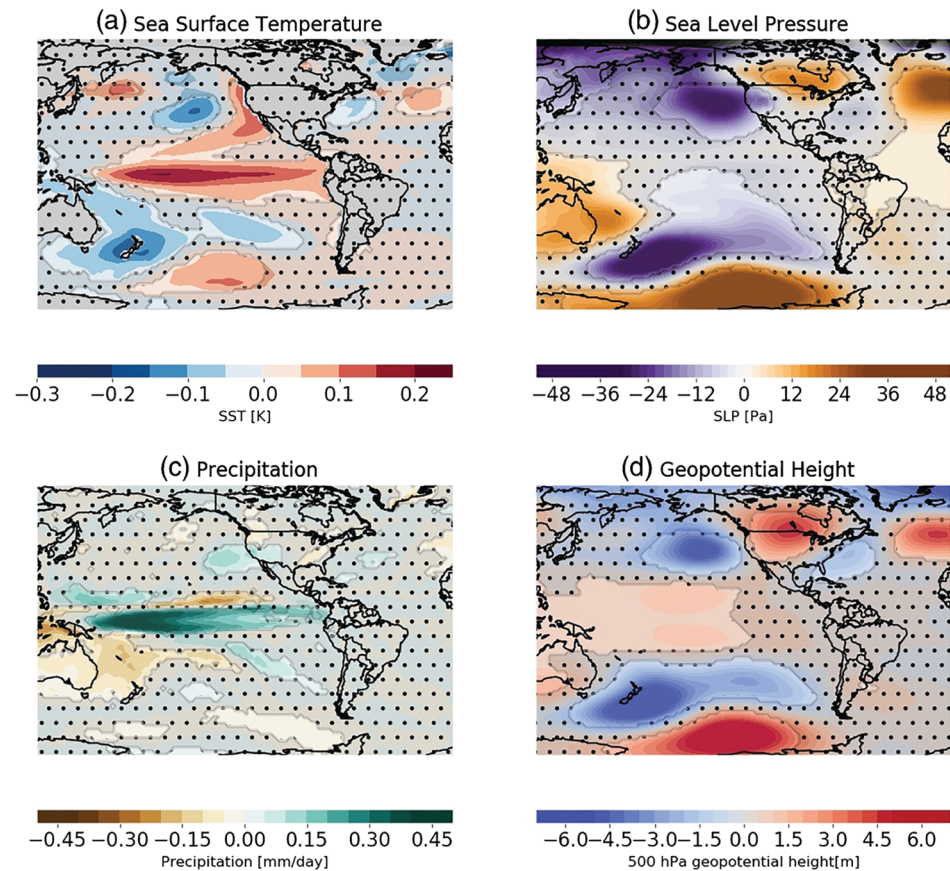 (a) Sea Surface Temperature
(b) Sea Level Pressure
−0.3 −0.2 −0.1 0.0 0.1 0.2
SST [K]
−48 −36 −24 −12 0 12 24 36 48
SLP [Pa]
(c) Precipitation
(d) Geopotential Height
−0.45 −0.30 −0.15 0.00 0.15 0.30 0.45
Precipitation [mm/day]
−6.0 −4.5 −3.0 −1.5 0.0 1.5 3.0 4.5 6.0
500 hPa geopotential height[m]